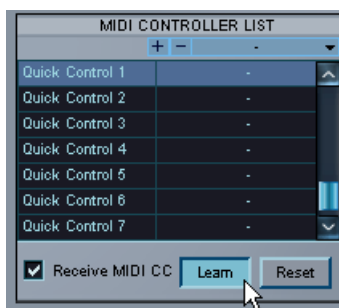 MIDI CONTROLLER LIST
+ - -
Quick Control 1 -
Quick Control 2 -
Quick Control 3 -
Quick Control 4 -
Quick Control 5 -
Quick Control 6 -
Quick Control 7 -
Receive MIDI CC Learn Reset